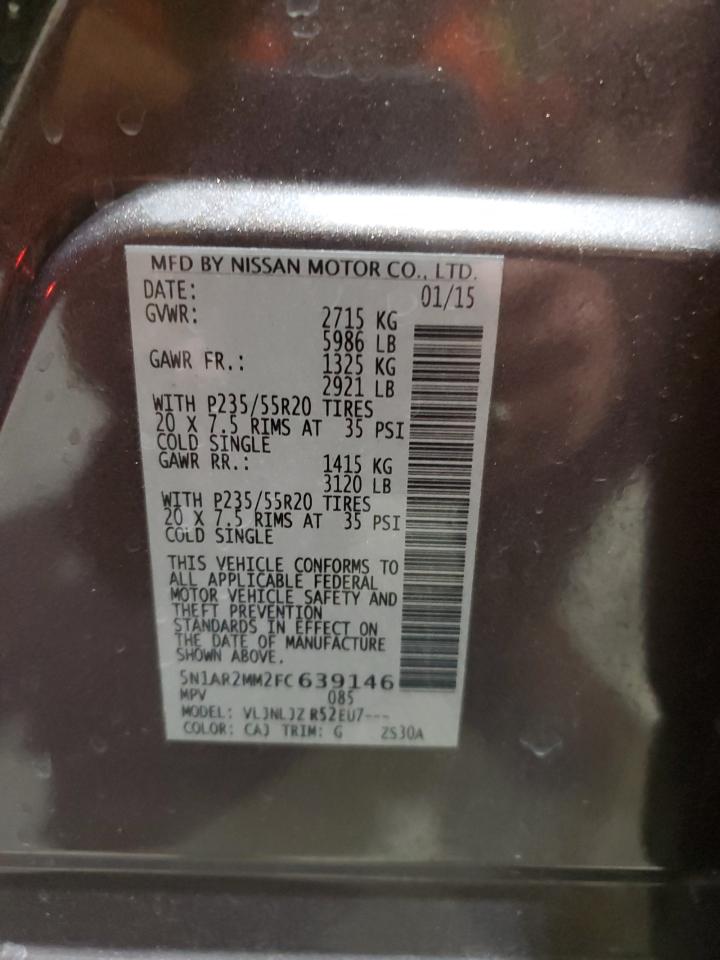 MFD BY NISSAN MOTOR CO., LTD.
DATE: 01/15
GVWR: 2715 KG
5986 LB
GAWR FR.: 1325 KG
2921 LB
WITH P235/55R20 TIRES
20 X 7.5 RIMS AT 35 PSI
COLD SINGLE
GAWR RR.: 1415 KG
3120 LB
WITH P235/55R20 TIRES
20 X 7.5 RIMS AT 35 PSI
COLD SINGLE
THIS VEHICLE CONFORMS TO
ALL APPLICABLE FEDERAL
MOTOR VEHICLE SAFETY AND
THEFT PREVENTION
STANDARDS IN EFFECT ON
THE DATE OF MANUFACTURE
SHOWN ABOVE.
5N1AR2MM2FC639146
MPV 085
MODEL: VLJNLJZ R52EU7---
COLOR: CAJ TRIM: G ZS30A